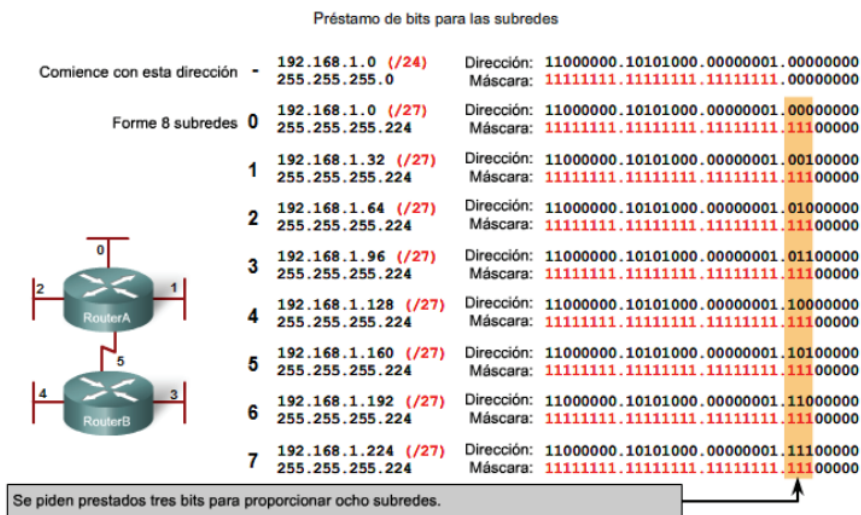 Préstamo de bits para las subredes
Comience con esta dirección - 192.168.1.0 (/24) Dirección: 11000000.10101000.00000001.00000000
255.255.255.0 Máscara: 11111111.11111111.11111111.00000000
Forme 8 subredes 0 192.168.1.0 (/27) Dirección: 11000000.10101000.00000001.00000000
255.255.255.224 Máscara: 11111111.11111111.11111111.11100000
1 192.168.1.32 (/27) Dirección: 11000000.10101000.00000001.00100000
255.255.255.224 Máscara: 11111111.11111111.11111111.11100000
2 192.168.1.64 (/27) Dirección: 11000000.10101000.00000001.01000000
255.255.255.224 Máscara: 11111111.11111111.11111111.11100000
3 192.168.1.96 (/27) Dirección: 11000000.10101000.00000001.01100000
255.255.255.224 Máscara: 11111111.11111111.11111111.11100000
4 192.168.1.128 (/27) Dirección: 11000000.10101000.00000001.10000000
255.255.255.224 Máscara: 11111111.11111111.11111111.11100000
5 192.168.1.160 (/27) Dirección: 11000000.10101000.00000001.10100000
255.255.255.224 Máscara: 11111111.11111111.11111111.11100000
6 192.168.1.192 (/27) Dirección: 11000000.10101000.00000001.11000000
255.255.255.224 Máscara: 11111111.11111111.11111111.11100000
7 192.168.1.224 (/27) Dirección: 11000000.10101000.00000001.11100000
255.255.255.224 Máscara: 11111111.11111111.11111111.11100000
0
2 1
RouterA
5
4 3
RouterB
Se piden prestados tres bits para proporcionar ocho subredes.